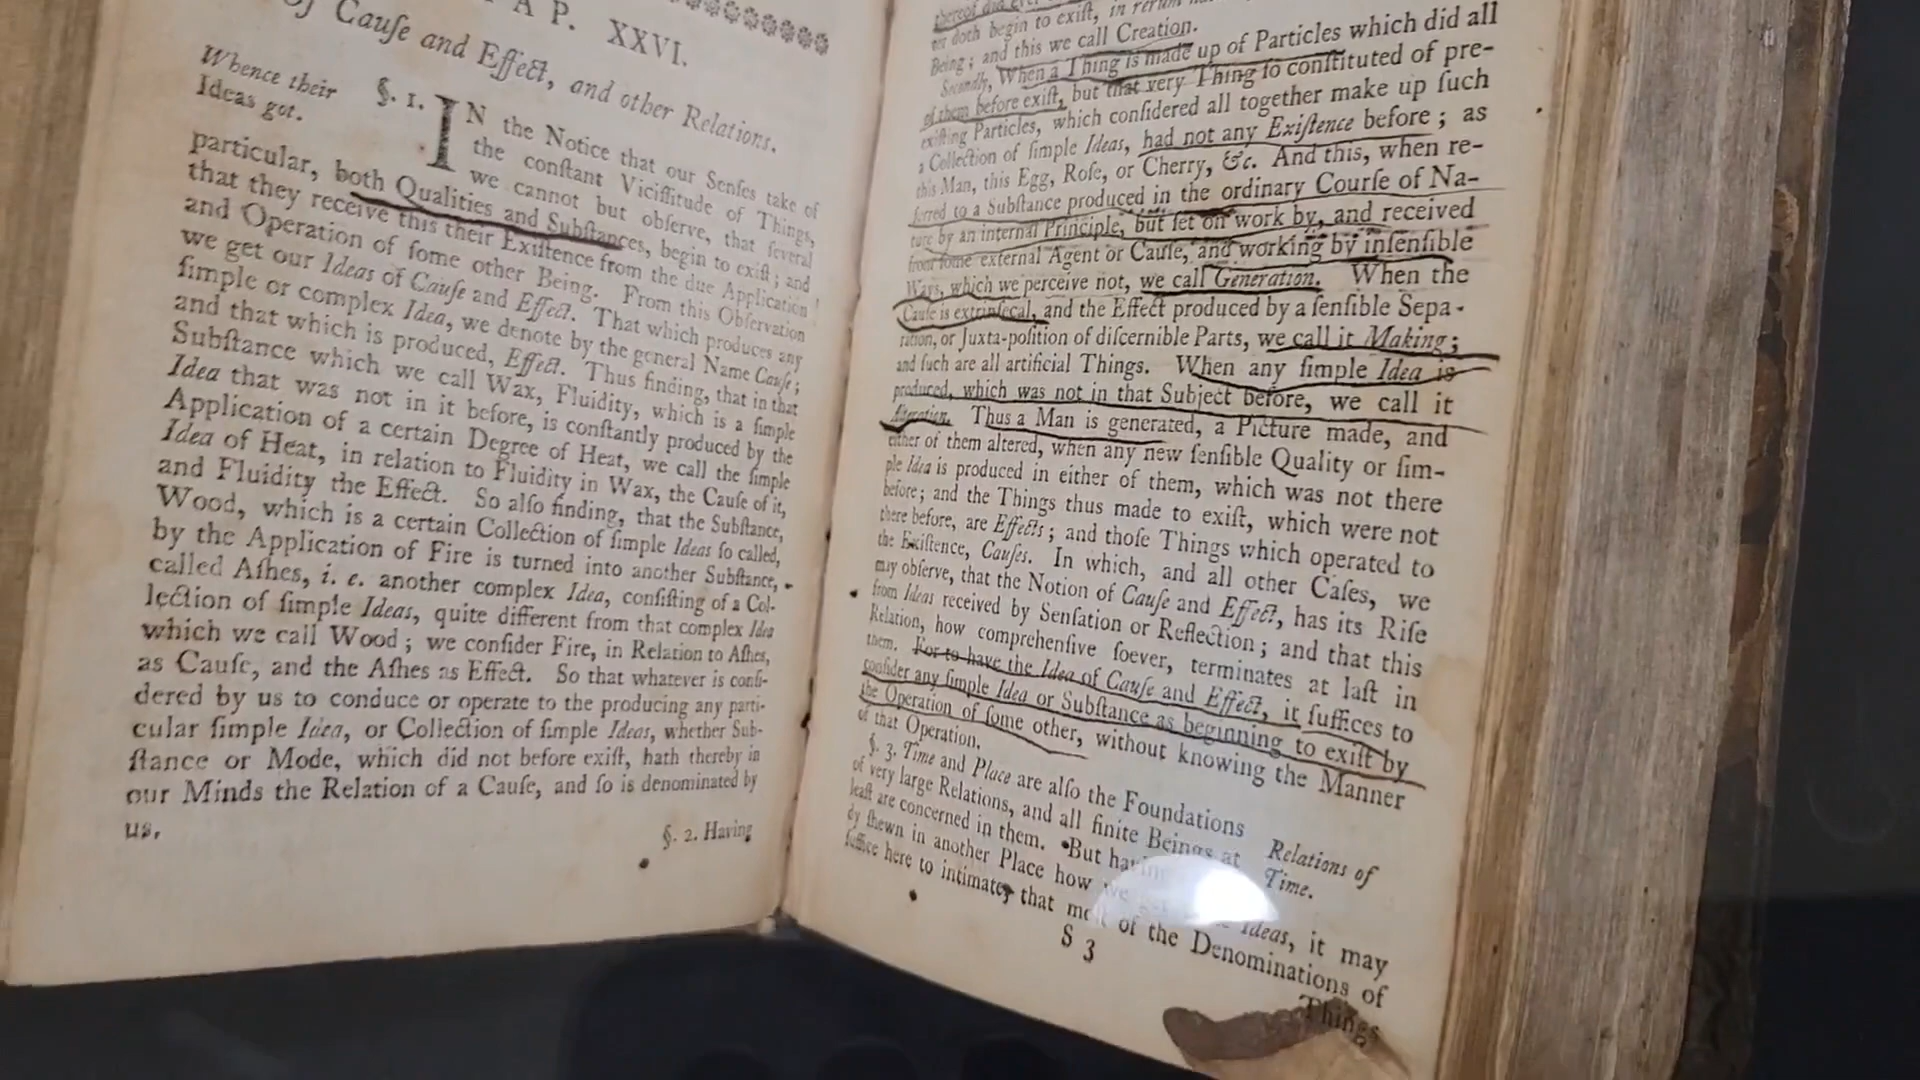 A P. XXVI.
of Cauſe and Effect, and other Relations.
Whence their
Ideas got.
§. 1. IN the Notice that our Senſes take of
the conſtant Viciſſitude of Things,
we cannot but obſerve, that ſeveral
particular, both Qualities and Subſtances, begin to exiſt; and
that they receive this their Exiſtence from the due Application
and Operation of ſome other Being. From this Obſervation
we get our Ideas of Cauſe and Effect. That which produces any
ſimple or complex Idea, we denote by the general Name Cauſe;
and that which is produced, Effect. Thus finding, that in that
Subſtance which we call Wax, Fluidity, which is a ſimple
Idea that was not in it before, is conſtantly produced by the
Application of a certain Degree of Heat, we call the ſimple
Idea of Heat, in relation to Fluidity in Wax, the Cauſe of it,
and Fluidity the Effect. So alſo finding, that the Subſtance,
Wood, which is a certain Collection of ſimple Ideas ſo called,
by the Application of Fire is turned into another Subſtance,
called Aſhes, i. e. another complex Idea, conſiſting of a Col-
lection of ſimple Ideas, quite different from that complex Idea
which we call Wood; we conſider Fire, in Relation to Aſhes,
as Cauſe, and the Aſhes as Effect. So that whatever is conſi-
dered by us to conduce or operate to the producing any parti-
cular ſimple Idea, or Collection of ſimple Ideas, whether Sub-
ſtance or Mode, which did not before exiſt, hath thereby in
our Minds the Relation of a Cauſe, and ſo is denominated by
us.
§. 2. Having
thereof did
ver doth begin to exiſt, in rerum
Being; and this we call Creation.
Secondly, When a Thing is made up of Particles which did all
of them before exiſt, but that very Thing ſo conſtituted of pre-
exiſting Particles, which conſidered all together make up ſuch
a Collection of ſimple Ideas, had not any Exiſtence before; as
this Man, this Egg, Roſe, or Cherry, &c. And this, when re-
ferred to a Subſtance produced in the ordinary Courſe of Na-
ture by an internal Principle, but ſet on work by, and received
from ſome external Agent or Cauſe, and working by inſenſible
Ways, which we perceive not, we call Generation. When the
Cauſe is extrinſecal, and the Effect produced by a ſenſible Sepa-
ration, or Juxta-poſition of diſcernible Parts, we call it Making;
and ſuch are all artificial Things. When any ſimple Idea is
produced, which was not in that Subject before, we call it
Alteration. Thus a Man is generated, a Picture made, and
either of them altered, when any new ſenſible Quality or ſim-
ple Idea is produced in either of them, which was not there
before; and the Things thus made to exiſt, which were not
there before, are Effects; and thoſe Things which operated to
the Exiſtence, Cauſes. In which, and all other Caſes, we
may obſerve, that the Notion of Cauſe and Effect, has its Riſe
from Ideas received by Senſation or Reflection; and that this
Relation, how comprehenſive ſoever, terminates at laſt in
them. For to have the Idea of Cauſe and Effect, it ſuffices to
conſider any ſimple Idea or Subſtance as beginning to exiſt by
the Operation of ſome other, without knowing the Manner
of that Operation.
§. 3. Time and Place are alſo the Foundations
of very large Relations, and all finite Beings at
leaſt are concerned in them. But having
dy ſhewn in another Place how we get Ideas, it may
ſuffice here to intimate, that moſt of the Denominations of
Relations of
Time.
S 3
Things